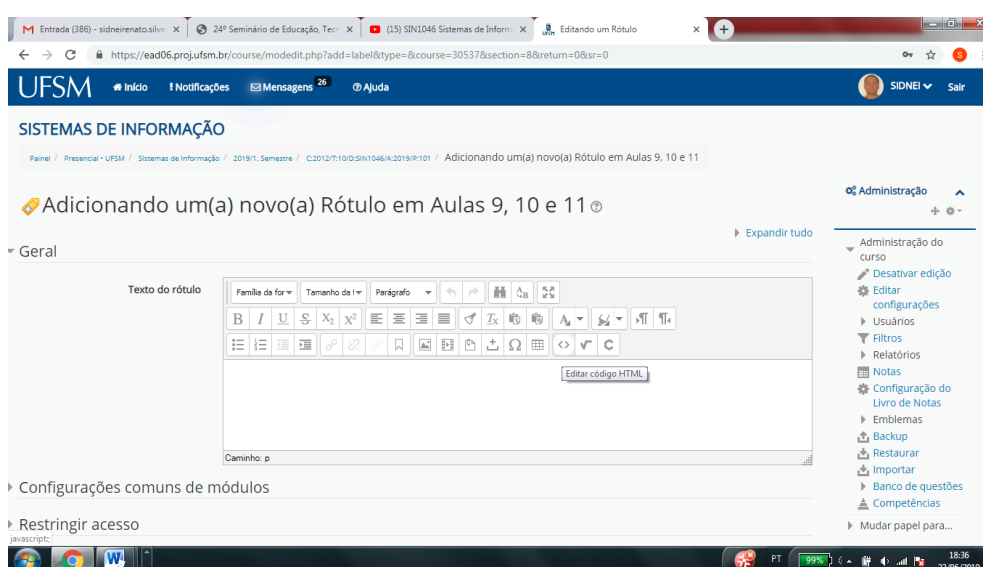 Entrada (386) - sidneirenato.silve
24º Seminário de Educação, Tecn
(15) SIN1046 Sistemas de Inform
Editando um Rótulo
https://ead06.proj.ufsm.br/course/modedit.php?add=label&type=&course=30537&section=8&return=0&sr=0
S
UFSM Início Notificações Mensagens 26 Ajuda SIDNEI Sair
SISTEMAS DE INFORMAÇÃO
Painel / Presencial • UFSM / Sistemas de Informação / 2019/1. Semestre / C:2012/T:10/D:SIN1046/A:2019/P:101 / Adicionando um(a) novo(a) Rótulo em Aulas 9, 10 e 11
Adicionando um(a) novo(a) Rótulo em Aulas 9, 10 e 11
Expandir tudo
Geral
Texto do rótulo
Família da for Tamanho da Parágrafo
Editar código HTML
Caminho: p
Configurações comuns de módulos
Restringir acesso
Administração
Administração do
curso
Desativar edição
Editar
configurações
Usuários
Filtros
Relatórios
Notas
Configuração do
Livro de Notas
Emblemas
Backup
Restaurar
Importar
Banco de questões
Competências
Mudar papel para...
javascript:
PT 99% 18:36